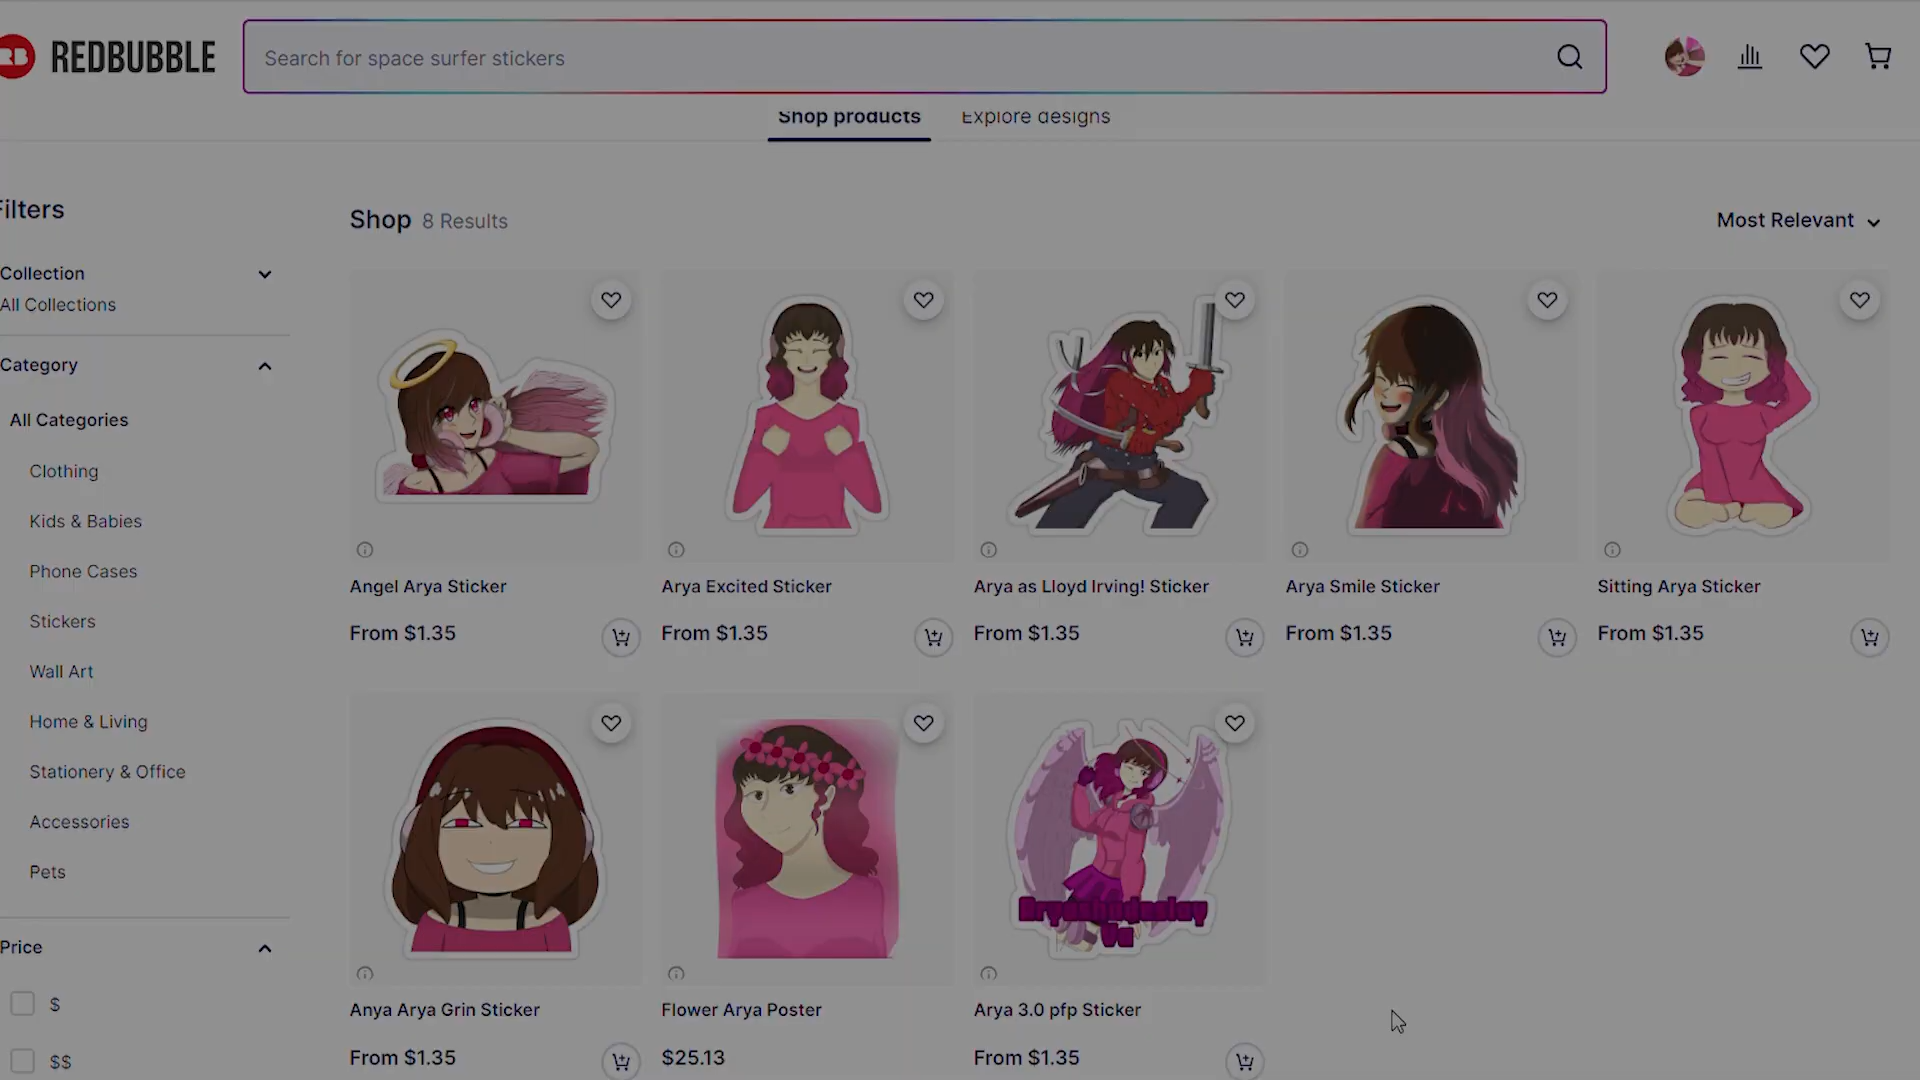 REDBUBBLE
Search for space surfer stickers
Shop products
Explore designs
Filters
Shop 8 Results
Most Relevant
Collection
All Collections
Category
All Categories
Clothing
Kids & Babies
Phone Cases
Stickers
Wall Art
Home & Living
Stationery & Office
Accessories
Pets
Price
$
$$
Angel Arya Sticker
From $1.35
Arya Excited Sticker
From $1.35
Arya as Lloyd Irving! Sticker
From $1.35
Arya Smile Sticker
From $1.35
Sitting Arya Sticker
From $1.35
Anya Arya Grin Sticker
From $1.35
Flower Arya Poster
$25.13
Arya 3.0 pfp Sticker
From $1.35